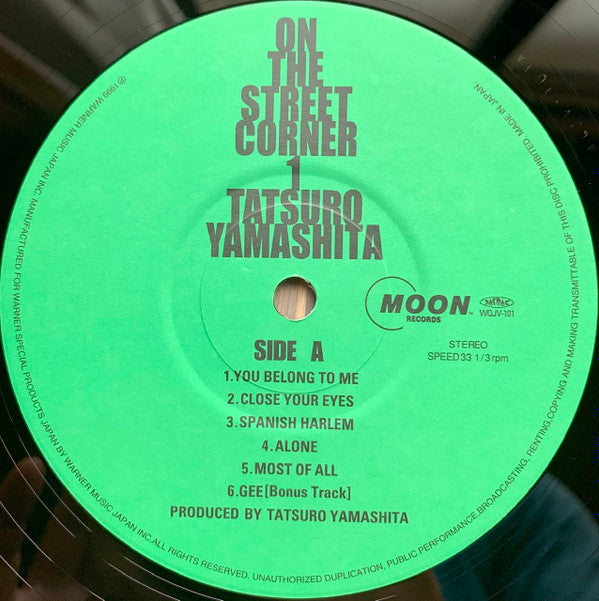 ON
THE
STREET
CORNER
1
TATSURO
YAMASHITA
MOON™
RECORDS
WQJV-101
STEREO
SPEED 33 1/3 rpm
SIDE A
1.YOU BELONG TO ME
2.CLOSE YOUR EYES
3.SPANISH HARLEM
4.ALONE
5.MOST OF ALL
6.GEE[Bonus Track]
PRODUCED BY TATSURO YAMASHITA
℗ 1999 WARNER MUSIC JAPAN INC. MANUFACTURED FOR WARNER SPECIAL PRODUCTS JAPAN BY WARNER MUSIC JAPAN INC. ALL RIGHTS RESERVED. UNAUTHORIZED DUPLICATION, PUBLIC PERFORMANCE,BROADCASTING, RENTING,COPYING AND MAKING TRANSMITTABLE OF THIS DISC PROHIBITED MADE IN JAPAN.